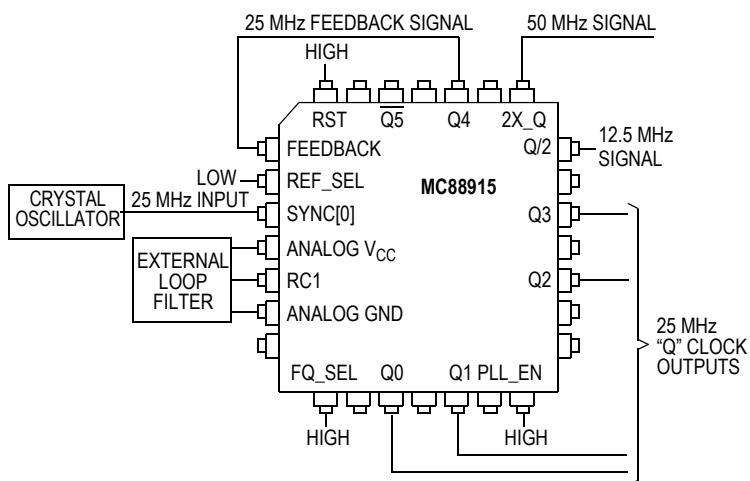 25 MHz FEEDBACK SIGNAL
50 MHz SIGNAL
HIGH
RST
Q5
Q4
2X_Q
FEEDBACK
Q/2
12.5 MHz
SIGNAL
LOW
REF_SEL
MC88915
CRYSTAL
OSCILLATOR
25 MHz INPUT
SYNC[0]
Q3
ANALOG VCC
EXTERNAL
LOOP
FILTER
RC1
Q2
ANALOG GND
25 MHz
“Q” CLOCK
OUTPUTS
FQ_SEL
Q0
Q1
PLL_EN
HIGH
HIGH